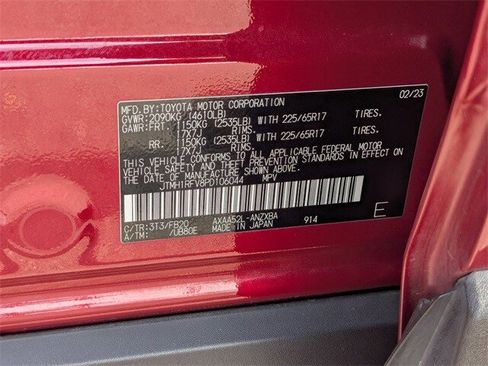 MFD. BY: TOYOTA MOTOR CORPORATION 02/23
GVWR: 2090KG (4610LB)
GAWR: FRT. 1150KG (2535LB) WITH 225/65R17 TIRES.
17X7J RIMS.
RR. 1150KG (2535LB) WITH 225/65R17 TIRES.
17X7J RIMS.
THIS VEHICLE CONFORMS TO ALL APPLICABLE FEDERAL MOTOR
VEHICLE SAFETY AND BUMPER STANDARDS IN EFFECT ON
THE DATE OF MANUFACTURE SHOWN ABOVE.
JTMH1RFV8PD106044 MPV
C/TR: 3T3/FB20 AXAA52L-ANZXBA 914 E
A/TM: /UB80E MADE IN JAPAN